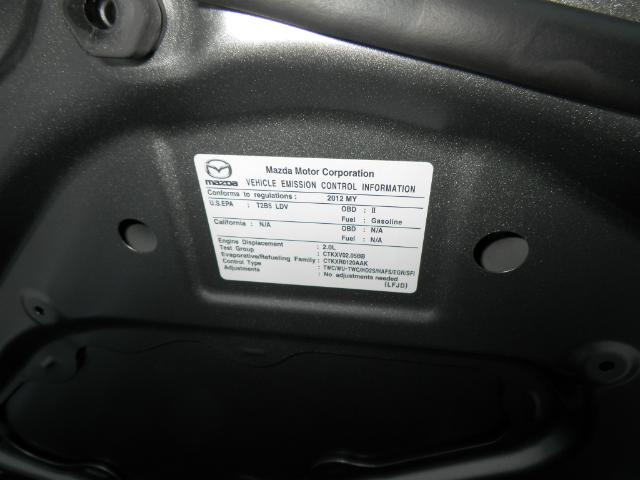 Mazda Motor Corporation
mazda VEHICLE EMISSION CONTROL INFORMATION
Conforms to regulations : 2012 MY
U.S.EPA : T2B5 LDV OBD : II
Fuel : Gasoline
California : N/A OBD : N/A
Fuel : N/A
Engine Displacement : 2.0L
Test Group : CTKXV02.05BB
Evaporative/Refueling Family : CTKXR0120AAK
Control Type : TWC/WU-TWC/HO2S/HAFS/EGR/SFI
Adjustments : No adjustments needed
(LFJD)